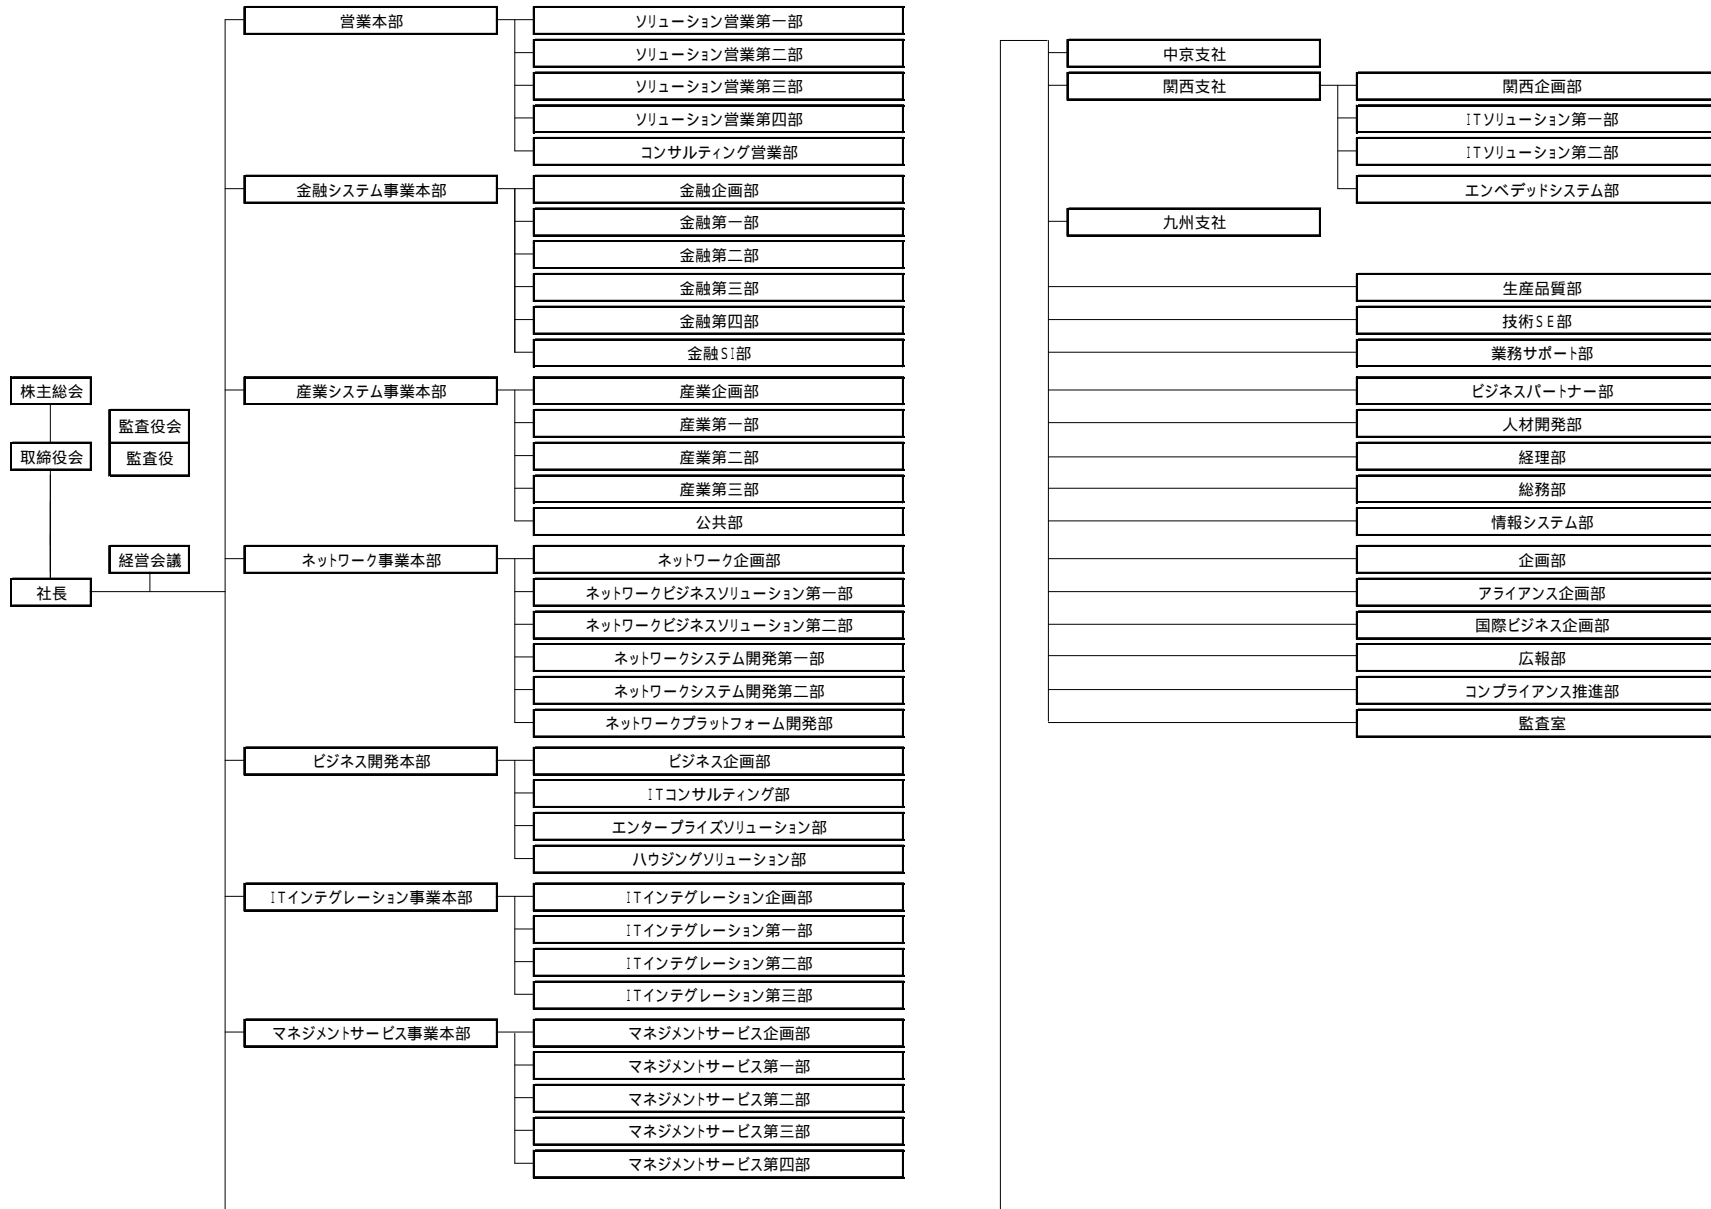 株主総会
取締役会
監査役会
監査役
経営会議
社長
営業本部
ソリューション営業第一部
ソリューション営業第二部
ソリューション営業第三部
ソリューション営業第四部
コンサルティング営業部
金融システム事業本部
金融企画部
金融第一部
金融第二部
金融第三部
金融第四部
金融SI部
産業システム事業本部
産業企画部
産業第一部
産業第二部
産業第三部
公共部
ネットワーク事業本部
ネットワーク企画部
ネットワークビジネスソリューション第一部
ネットワークビジネスソリューション第二部
ネットワークシステム開発第一部
ネットワークシステム開発第二部
ネットワークプラットフォーム開発部
ビジネス開発本部
ビジネス企画部
ITコンサルティング部
エンタープライズソリューション部
ハウジングソリューション部
ITインテグレーション事業本部
ITインテグレーション企画部
ITインテグレーション第一部
ITインテグレーション第二部
ITインテグレーション第三部
マネジメントサービス事業本部
マネジメントサービス企画部
マネジメントサービス第一部
マネジメントサービス第二部
マネジメントサービス第三部
マネジメントサービス第四部
中京支社
関西支社
関西企画部
ITソリューション第一部
ITソリューション第二部
エンベデッドシステム部
九州支社
生産品質部
技術SE部
業務サポート部
ビジネスパートナー部
人材開発部
経理部
総務部
情報システム部
企画部
アライアンス企画部
国際ビジネス企画部
広報部
コンプライアンス推進部
監査室